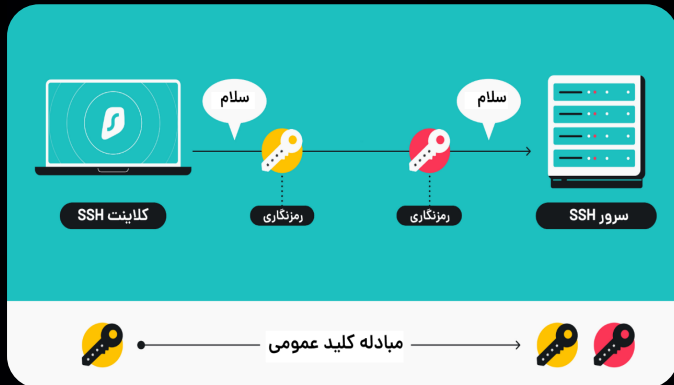 سلام
سلام
رمزنگاری
رمزنگاری
کلاینت SSH
سرور SSH
مبادله کلید عمومی